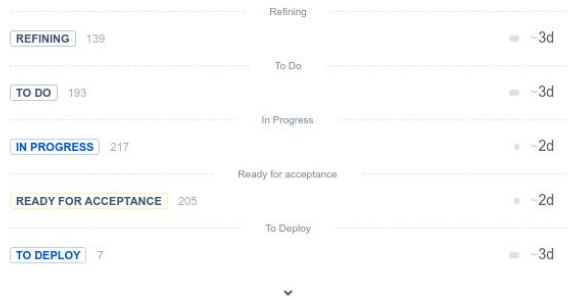 Refining
REFINING 139 ~3d
To Do
TO DO 193 ~3d
In Progress
IN PROGRESS 217 ~2d
Ready for acceptance
READY FOR ACCEPTANCE 205 ~2d
To Deploy
TO DEPLOY 7 ~3d